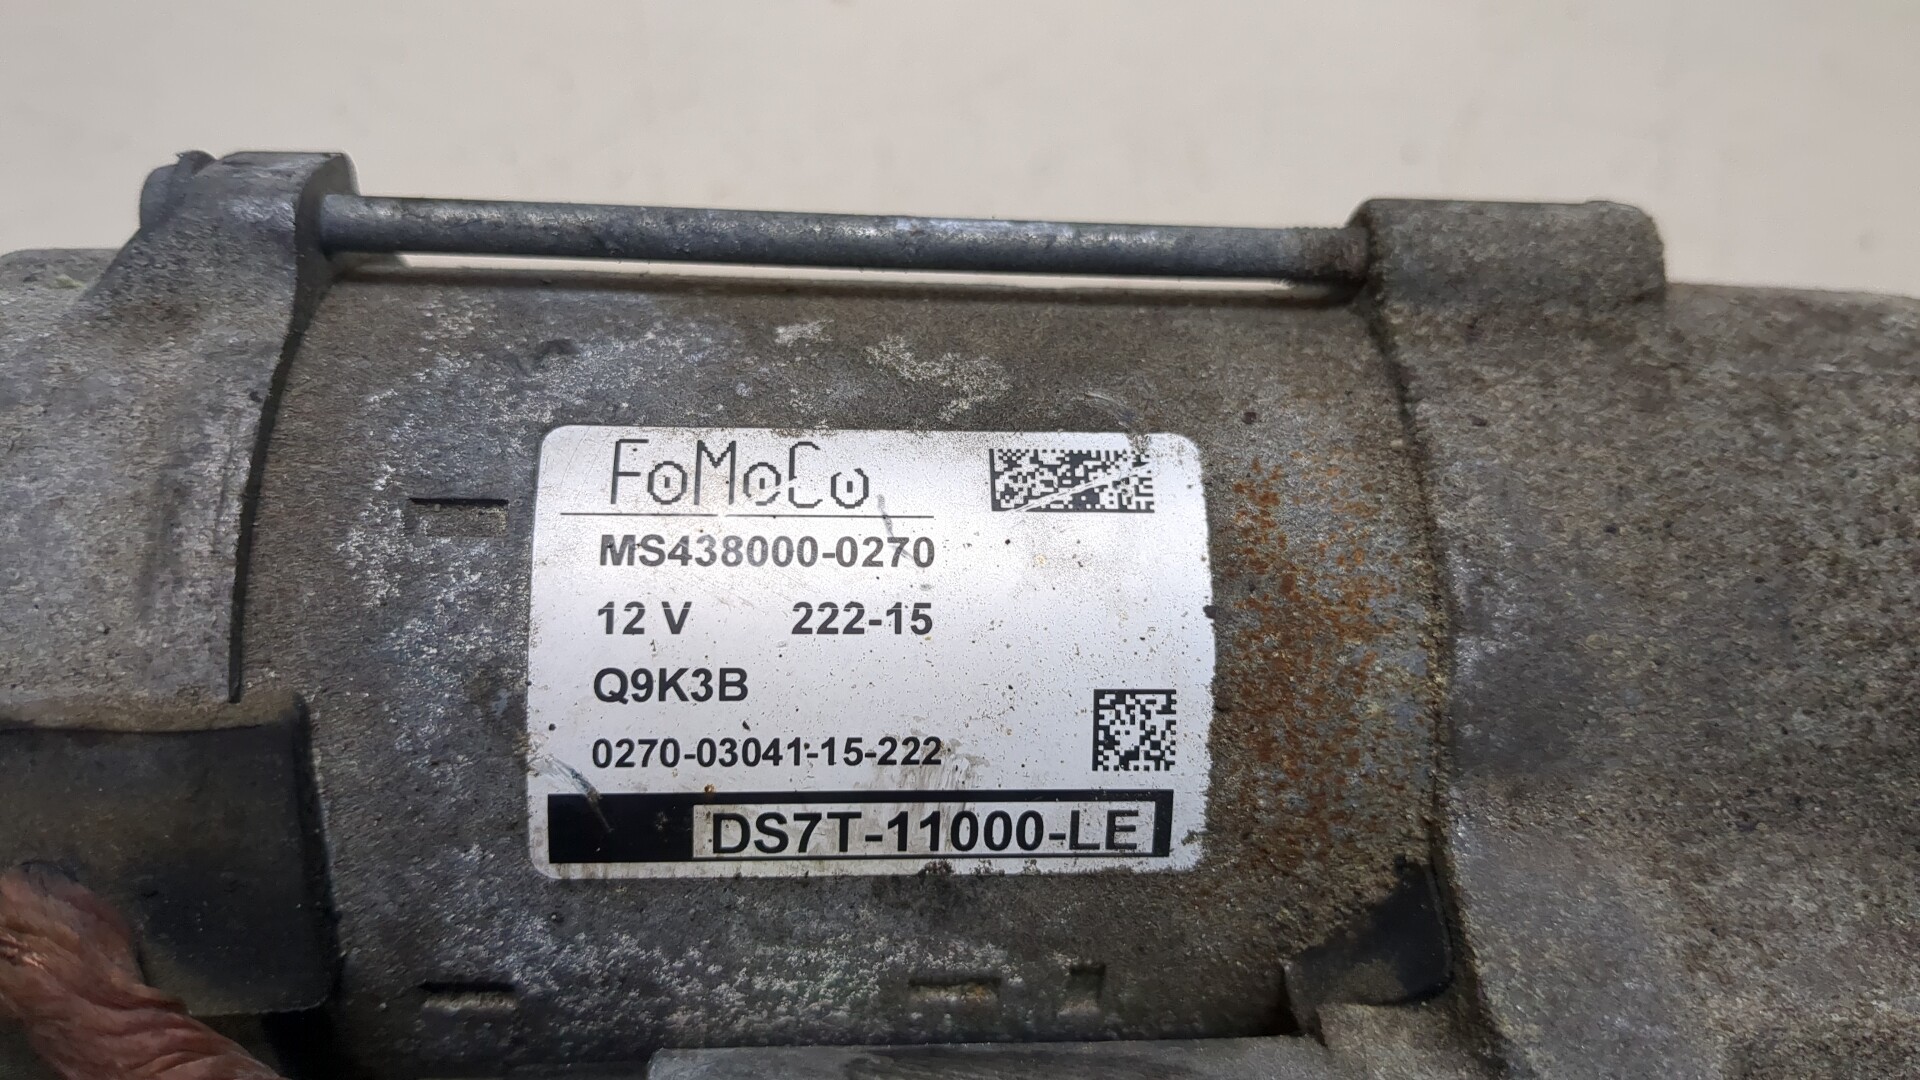 FoMoCo
MS438000-0270
12 V 222-15
Q9K3B
0270-03041-15-222
DS7T-11000-LE